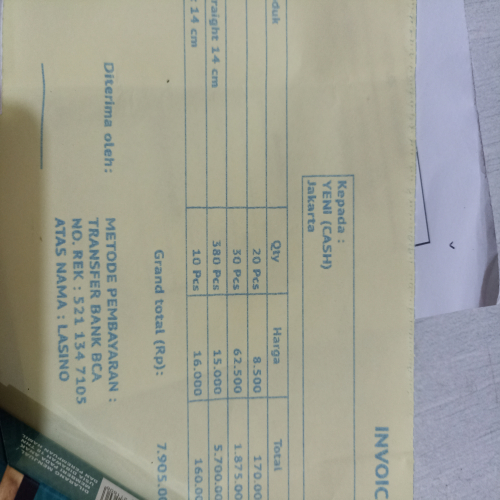 INVOIC
Kepada :
YENI (CASH)
Jakarta
duk Qty Harga Total
20 Pcs 8.500 170.00
raight 14 cm 30 Pcs 62.500 1.875.00
380 Pcs 15.000 5.700.00
: 14 cm 10 Pcs 16.000 160.00
Grand total (Rp): 7.905.0
Diterima oleh:
METODE PEMBAYARAN :
TRANSFER BANK BCA
NO. REK : 521 134 7105
ATAS NAMA : LASINO